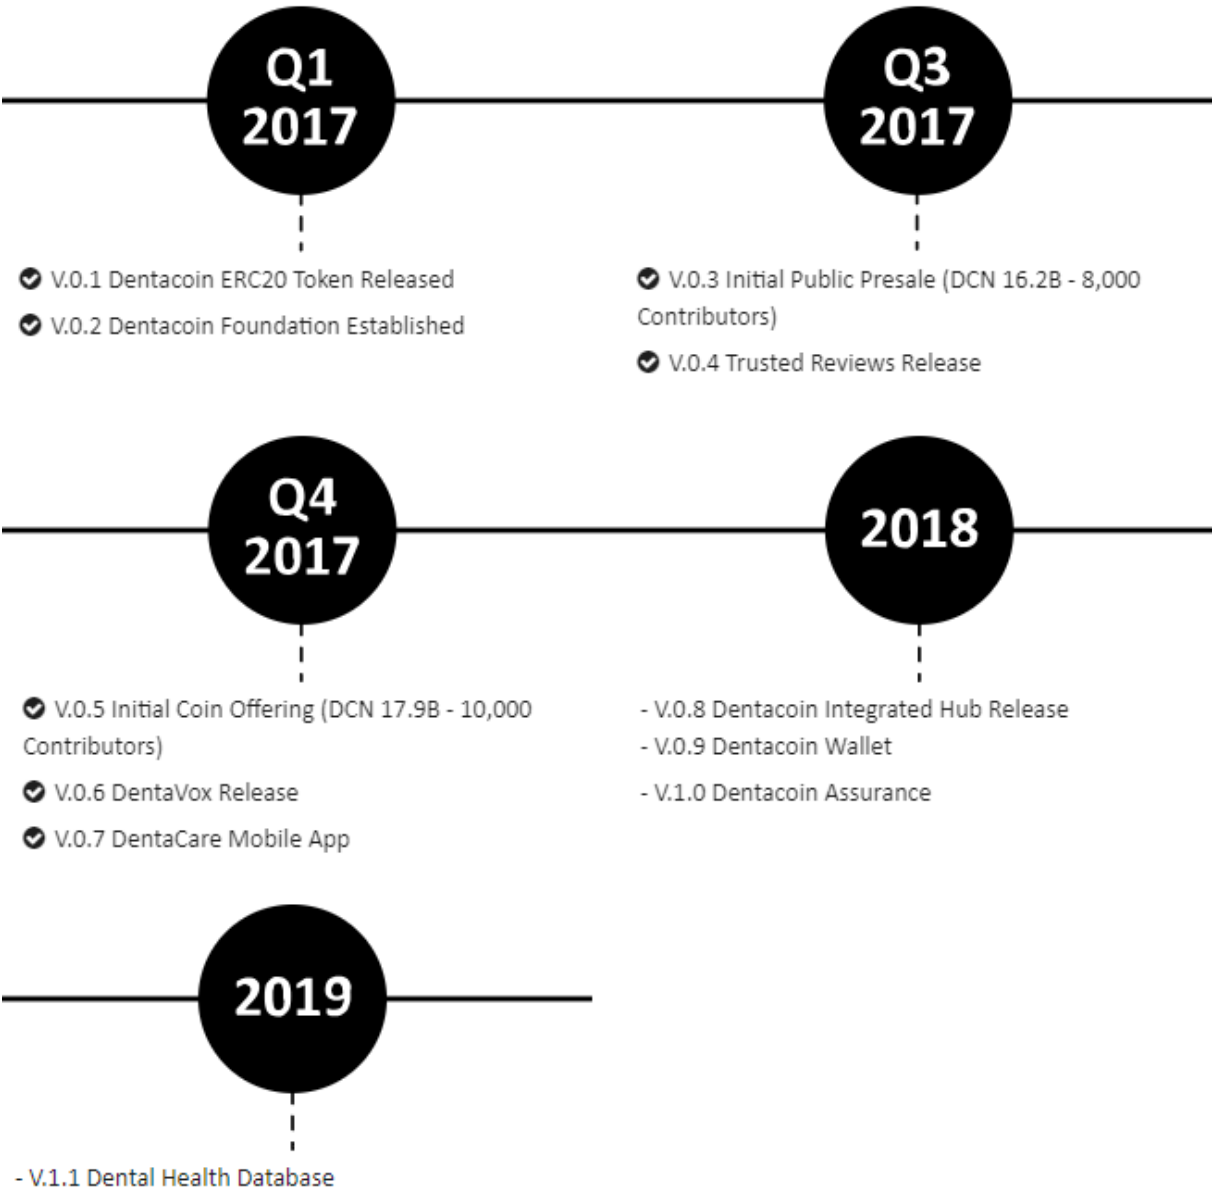 Q1
2017
V.0.1 Dentacoin ERC20 Token Released
V.0.2 Dentacoin Foundation Established
Q3
2017
V.0.3 Initial Public Presale (DCN 16.2B - 8,000
Contributors)
V.0.4 Trusted Reviews Release
Q4
2017
V.0.5 Initial Coin Offering (DCN 17.9B - 10,000
Contributors)
V.0.6 DentaVox Release
V.0.7 DentaCare Mobile App
2018
- V.0.8 Dentacoin Integrated Hub Release
- V.0.9 Dentacoin Wallet
- V.1.0 Dentacoin Assurance
2019
- V.1.1 Dental Health Database